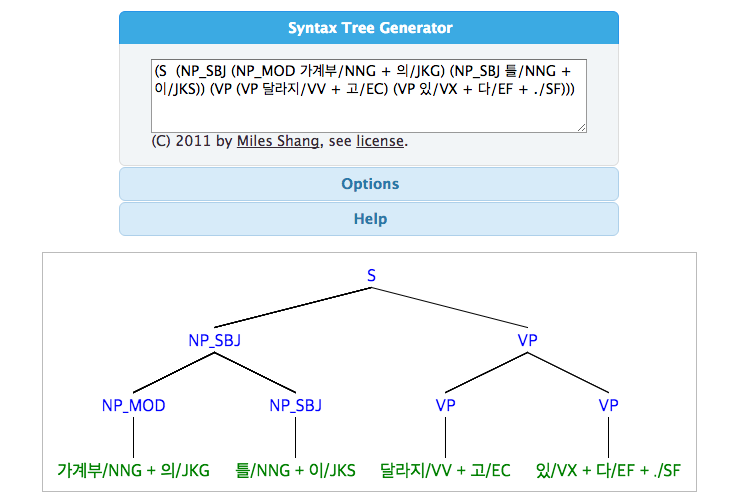 Syntax Tree Generator
(S  (NP_SBJ (NP_MOD 가계부/NNG + 의/JKG) (NP_SBJ 틀/NNG +
이/JKS)) (VP (VP 달라지/VV + 고/EC) (VP 있/VX + 다/EF + ./SF)))
(C) 2011 by Miles Shang, see license.
Options
Help
S
NP_SBJ VP
NP_MOD NP_SBJ VP VP
가계부/NNG + 의/JKG 틀/NNG + 이/JKS 달라지/VV + 고/EC 있/VX + 다/EF + ./SF